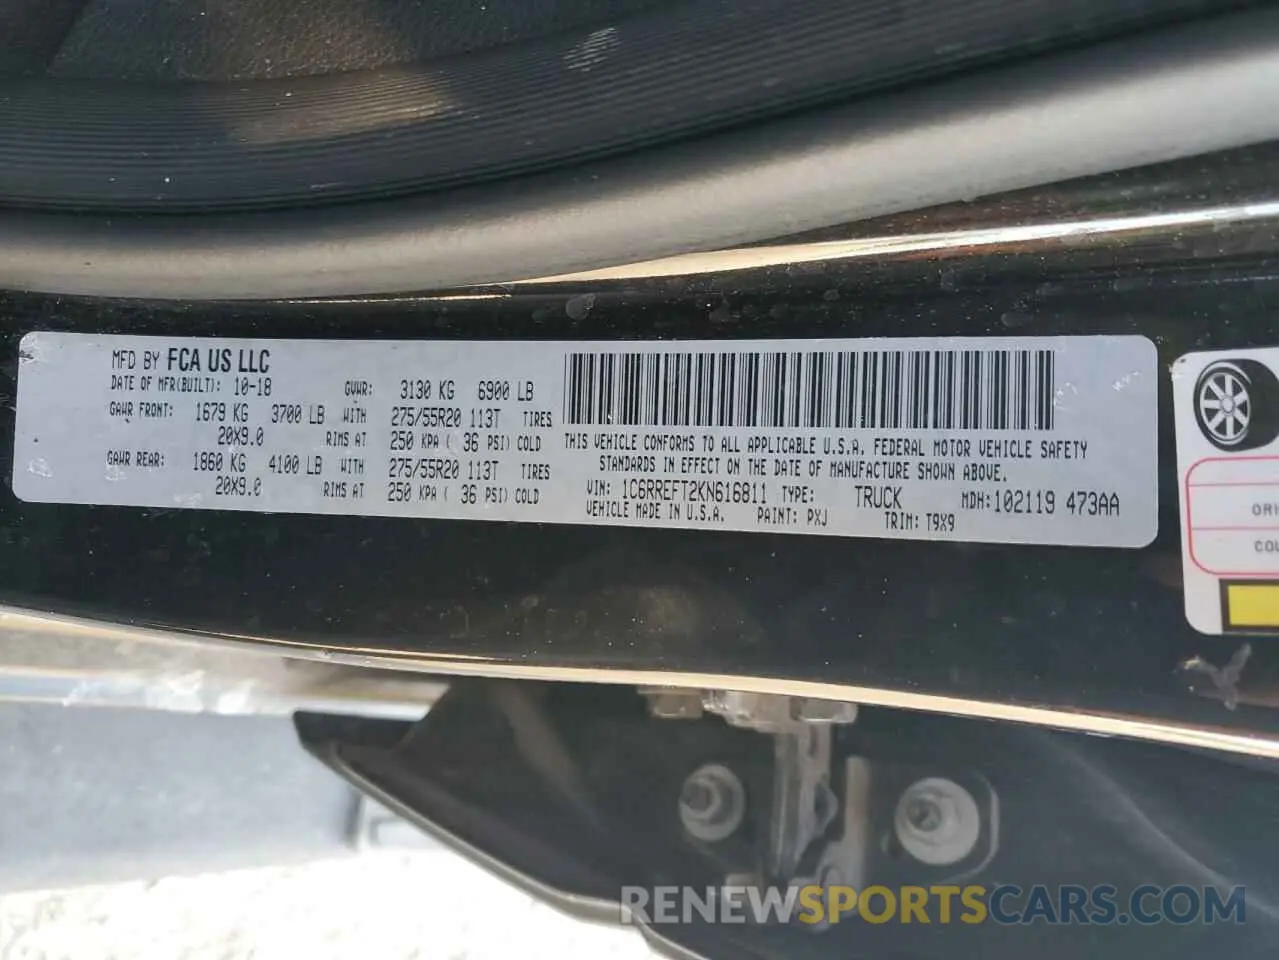 MFD BY FCA US LLC
DATE OF MFR(BUILT): 10-18 GVWR: 3130 KG 6900 LB
GAWR FRONT: 1679 KG 3700 LB WITH 275/55R20 113T TIRES
20X9.0 RIMS AT 250 KPA ( 36 PSI) COLD
GAWR REAR: 1860 KG 4100 LB WITH 275/55R20 113T TIRES
20X9.0 RIMS AT 250 KPA ( 36 PSI) COLD
THIS VEHICLE CONFORMS TO ALL APPLICABLE U.S.A. FEDERAL MOTOR VEHICLE SAFETY
STANDARDS IN EFFECT ON THE DATE OF MANUFACTURE SHOWN ABOVE.
VIN: 1C6RREFT2KN616811 TYPE: TRUCK MDH:102119 473AA
VEHICLE MADE IN U.S.A. PAINT: PXJ TRIM: T9X9
RENEWSPORTSCARS.COM